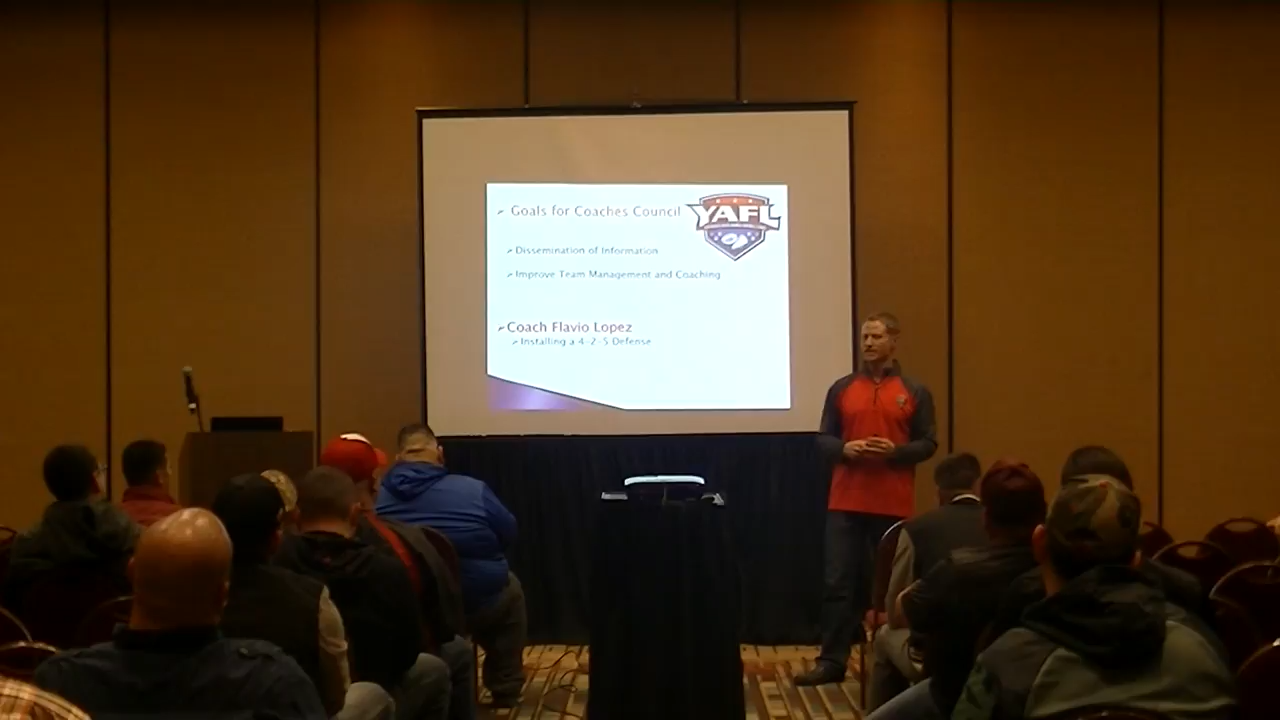 Goals for Coaches Council
YAFL
Dissemination of Information
Improve Team Management and Coaching
Coach Flavio Lopez
Installing a 4-2-5 Defense